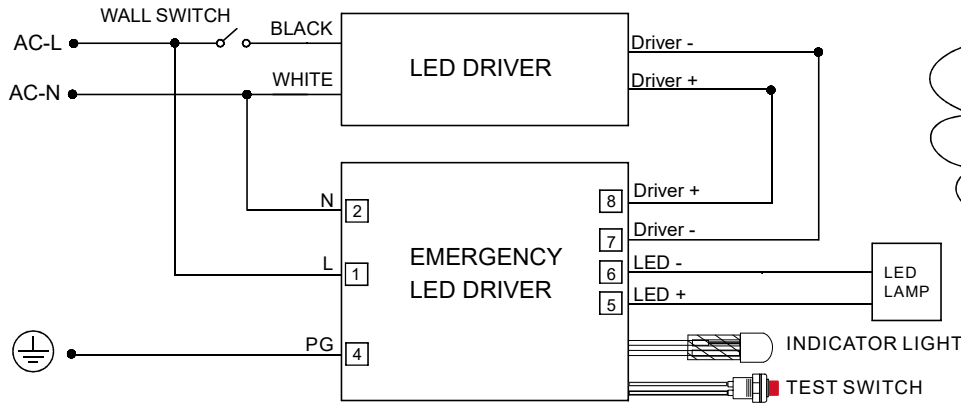 WALL SWITCH
AC-L
BLACK
Driver -
LED DRIVER
AC-N
WHITE
Driver +
N
2
8
Driver +
7
Driver -
EMERGENCY
LED DRIVER
L
1
6
LED -
LED
LAMP
5
LED +
PG
4
INDICATOR LIGHT
TEST SWITCH